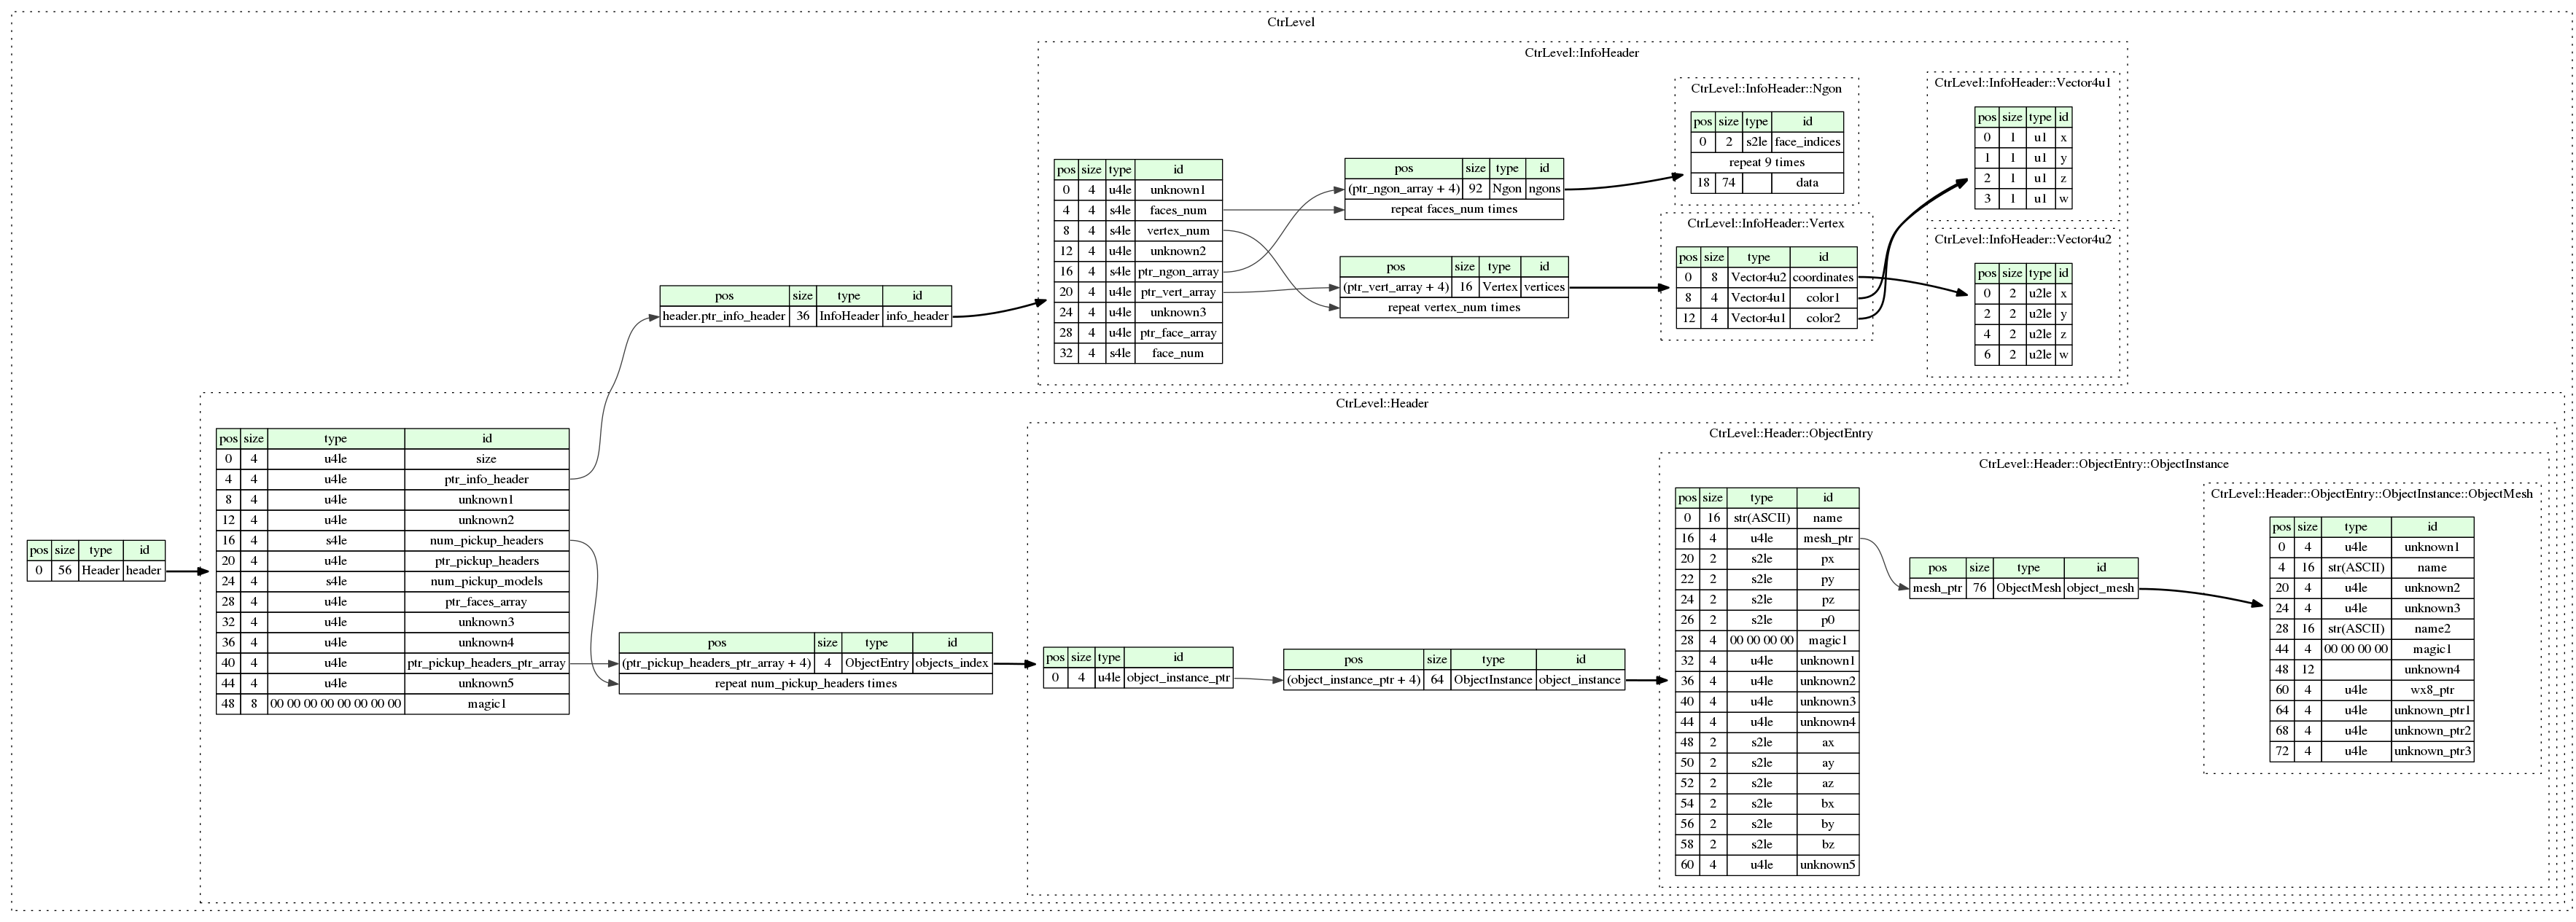 CtrLevel
CtrLevel::InfoHeader
CtrLevel::InfoHeader::Ngon
pos size type id
0 2 s2le face_indices
repeat 9 times
18 74 data
CtrLevel::InfoHeader::Vector4u1
pos size type id
0 1 u1 x
1 1 u1 y
2 1 u1 z
3 1 u1 w
pos size type id
0 4 u4le unknown1
4 4 s4le faces_num
8 4 s4le vertex_num
12 4 u4le unknown2
16 4 s4le ptr_ngon_array
20 4 u4le ptr_vert_array
24 4 u4le unknown3
28 4 u4le ptr_face_array
32 4 s4le face_num
pos size type id
(ptr_ngon_array + 4) 92 Ngon ngons
repeat faces_num times
CtrLevel::InfoHeader::Vertex
pos size type id
0 8 Vector4u2 coordinates
8 4 Vector4u1 color1
12 4 Vector4u1 color2
CtrLevel::InfoHeader::Vector4u2
pos size type id
0 2 u2le x
2 2 u2le y
4 2 u2le z
6 2 u2le w
pos size type id
(ptr_vert_array + 4) 16 Vertex vertices
repeat vertex_num times
pos size type id
header.ptr_info_header 36 InfoHeader info_header
CtrLevel::Header
pos size type id
0 4 u4le size
4 4 u4le ptr_info_header
8 4 u4le unknown1
12 4 u4le unknown2
16 4 s4le num_pickup_headers
20 4 u4le ptr_pickup_headers
24 4 s4le num_pickup_models
28 4 u4le ptr_faces_array
32 4 u4le unknown3
36 4 u4le unknown4
40 4 u4le ptr_pickup_headers_ptr_array
44 4 u4le unknown5
48 8 00 00 00 00 00 00 00 00 magic1
pos size type id
0 56 Header header
pos size type id
(ptr_pickup_headers_ptr_array + 4) 4 ObjectEntry objects_index
repeat num_pickup_headers times
CtrLevel::Header::ObjectEntry
pos size type id
0 4 u4le object_instance_ptr
pos size type id
(object_instance_ptr + 4) 64 ObjectInstance object_instance
CtrLevel::Header::ObjectEntry::ObjectInstance
pos size type id
0 16 str(ASCII) name
16 4 u4le mesh_ptr
20 2 s2le px
22 2 s2le py
24 2 s2le pz
26 2 s2le p0
28 4 00 00 00 00 magic1
32 4 u4le unknown1
36 4 u4le unknown2
40 4 u4le unknown3
44 4 u4le unknown4
48 2 s2le ax
50 2 s2le ay
52 2 s2le az
54 2 s2le bx
56 2 s2le by
58 2 s2le bz
60 4 u4le unknown5
pos size type id
mesh_ptr 76 ObjectMesh object_mesh
CtrLevel::Header::ObjectEntry::ObjectInstance::ObjectMesh
pos size type id
0 4 u4le unknown1
4 16 str(ASCII) name
20 4 u4le unknown2
24 4 u4le unknown3
28 16 str(ASCII) name2
44 4 00 00 00 00 magic1
48 12 unknown4
60 4 u4le wx8_ptr
64 4 u4le unknown_ptr1
68 4 u4le unknown_ptr2
72 4 u4le unknown_ptr3